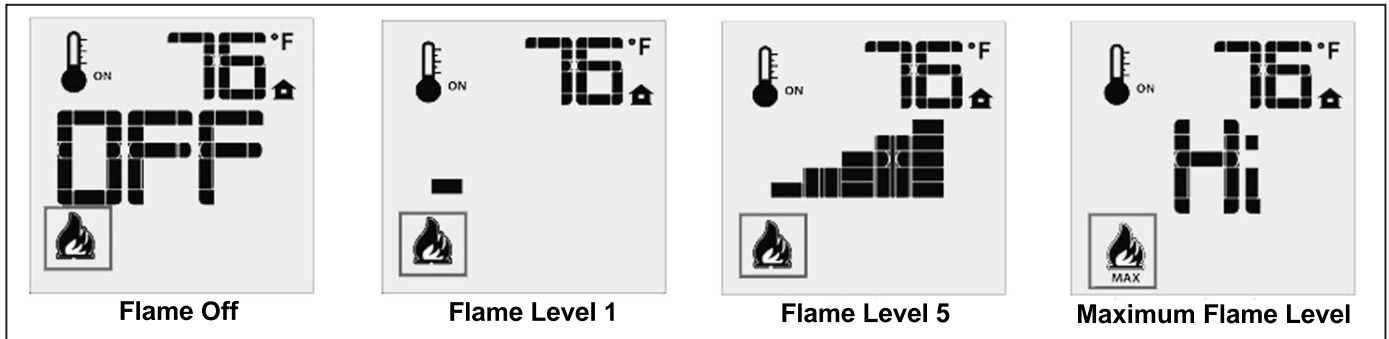 76 °F
ON
OFF
Flame Off
76 °F
ON
Flame Level 1
76 °F
ON
Flame Level 5
76 °F
ON
Hi
MAX
Maximum Flame Level